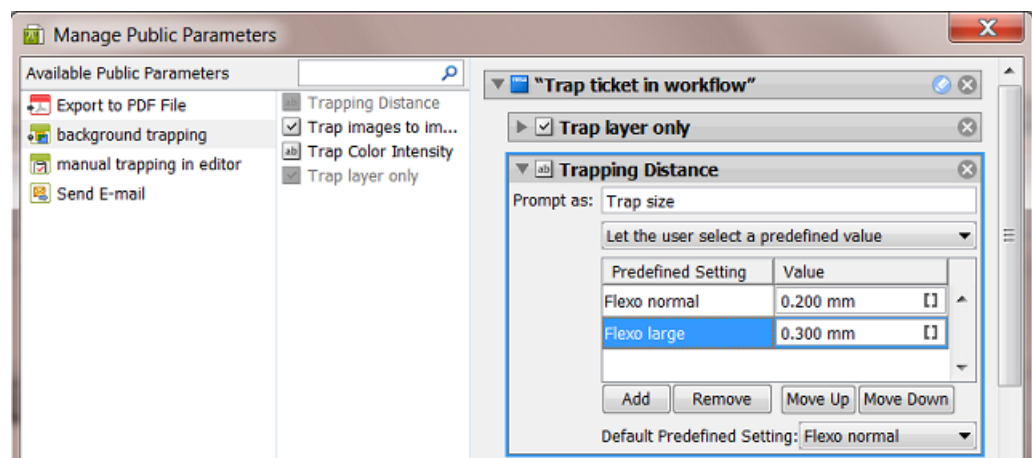 Manage Public Parameters
X
Available Public Parameters
Export to PDF File
background trapping
manual trapping in editor
Send E-mail
ab Trapping Distance
Trap images to im...
ab Trap Color Intensity
Trap layer only
"Trap ticket in workflow"
Trap layer only
ab Trapping Distance
Prompt as: Trap size
Let the user select a predefined value
Predefined Setting Value
Flexo normal 0.200 mm []
Flexo large 0.300 mm []
Add Remove Move Up Move Down
Default Predefined Setting: Flexo normal